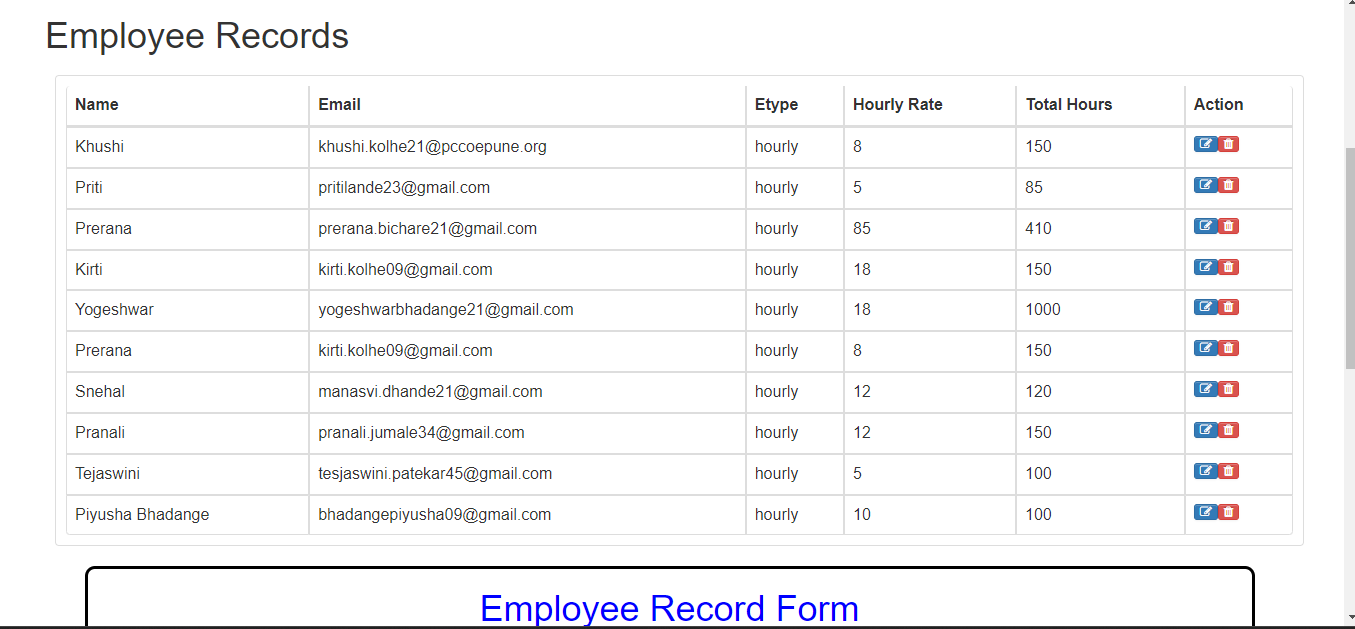 Employee Records
Name Email Etype Hourly Rate Total Hours Action
Khushi khushi.kolhe21@pccoepune.org hourly 8 150
Priti pritilande23@gmail.com hourly 5 85
Prerana prerana.bichare21@gmail.com hourly 85 410
Kirti kirti.kolhe09@gmail.com hourly 18 150
Yogeshwar yogeshwarbhadange21@gmail.com hourly 18 1000
Prerana kirti.kolhe09@gmail.com hourly 8 150
Snehal manasvi.dhande21@gmail.com hourly 12 120
Pranali pranali.jumale34@gmail.com hourly 12 150
Tejaswini tesjaswini.patekar45@gmail.com hourly 5 100
Piyusha Bhadange bhadangepiyusha09@gmail.com hourly 10 100
Employee Record Form